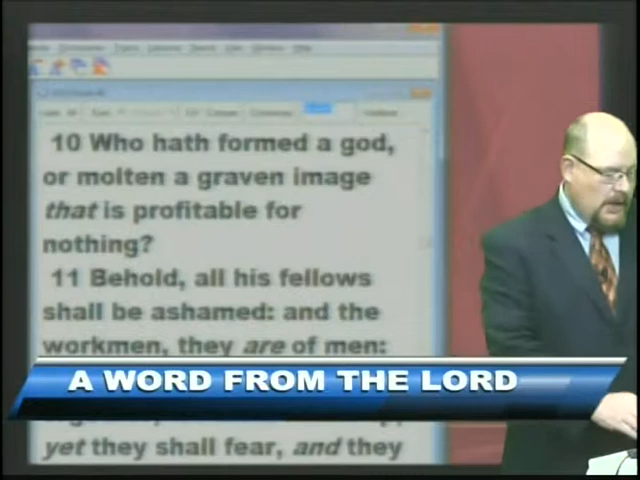 10 Who hath formed a god,
or molten a graven image
that is profitable for
nothing?
11 Behold, all his fellows
shall be ashamed: and the
workmen, they are of men:
A WORD FROM THE LORD
yet they shall fear, and they